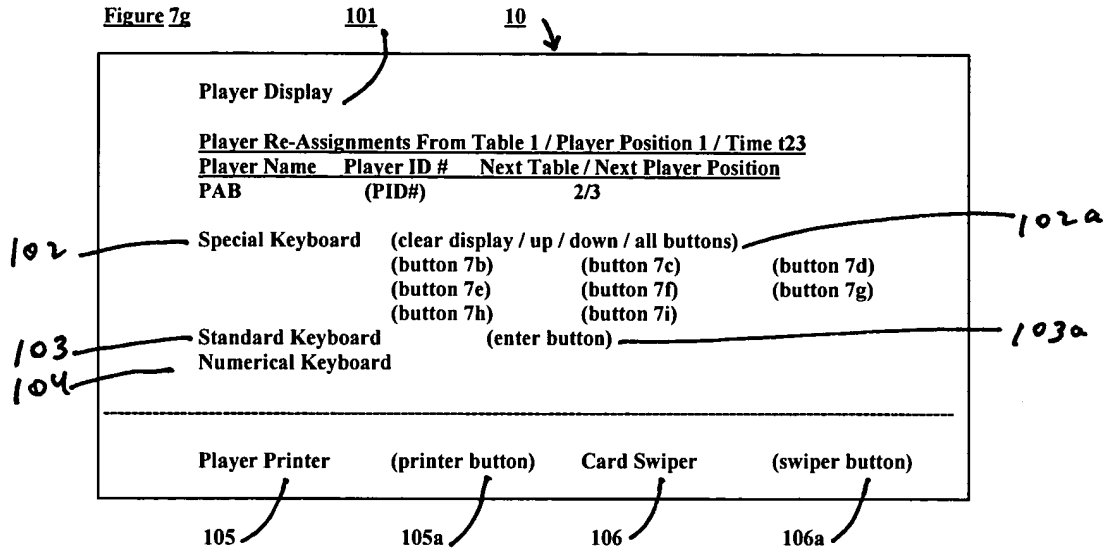 Figure 7g 101 10
Player Display
Player Re-Assignments From Table 1 / Player Position 1 / Time t23
Player Name Player ID # Next Table / Next Player Position
PAB (PID#) 2/3
102 Special Keyboard (clear display / up / down / all buttons) 102a
(button 7b) (button 7c) (button 7d)
(button 7e) (button 7f) (button 7g)
(button 7h) (button 7i)
103 Standard Keyboard (enter button) 103a
104 Numerical Keyboard
Player Printer (printer button) Card Swiper (swiper button)
105 105a 106 106a